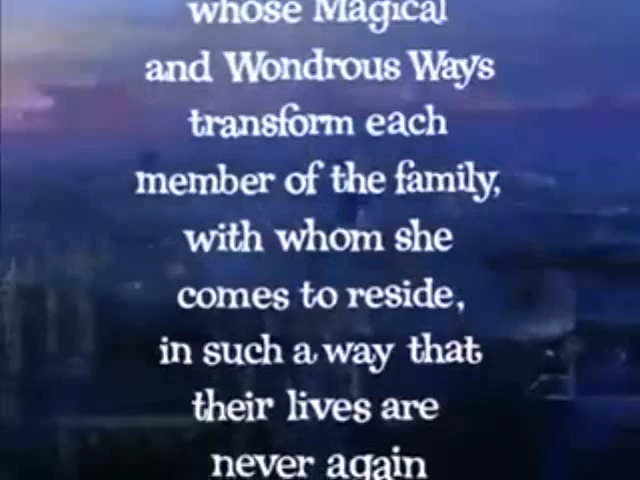 whose Magical
and Wondrous Ways
transform each
member of the family,
with whom she
comes to reside,
in such a way that
their lives are
never again